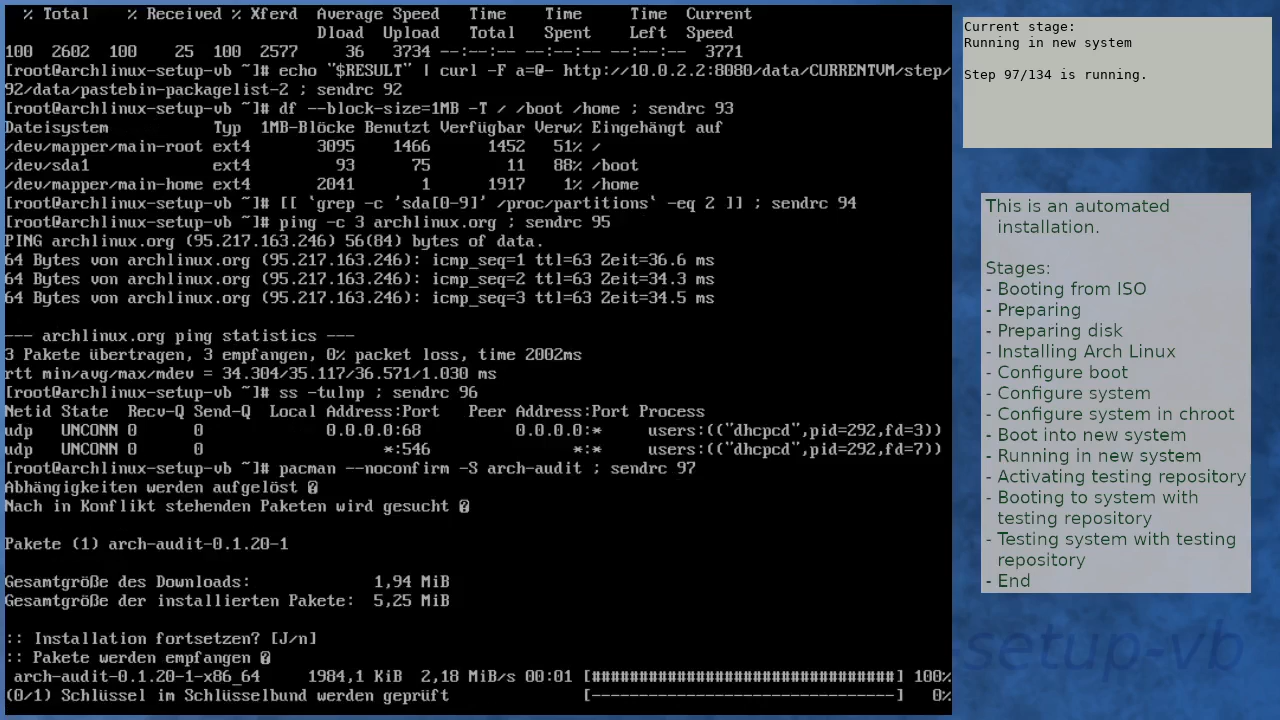 % Total    % Received % Xferd  Average Speed   Time    Time     Time  Current
                                 Dload  Upload   Total   Spent    Left  Speed
100  2602  100    25  100  2577     36   3734 --:--:-- --:--:-- --:--:--  3771
[root@archlinux-setup-vb ~]# echo "$RESULT" | curl -F a=@- http://10.0.2.2:8080/data/CURRENTVM/step/
92/data/pastebin-packagelist-2 ; sendrc 92
[root@archlinux-setup-vb ~]# df --block-size=1MB -T / /boot /home ; sendrc 93
Dateisystem           Typ  1MB-Blöcke Benutzt Verfügbar Verw% Eingehängt auf
/dev/mapper/main-root ext4       3095    1466      1452   51% /
/dev/sda1             ext4         93      75        11   88% /boot
/dev/mapper/main-home ext4       2041       1      1917    1% /home
[root@archlinux-setup-vb ~]# [[ `grep -c 'sda[0-9]' /proc/partitions` -eq 2 ]] ; sendrc 94
[root@archlinux-setup-vb ~]# ping -c 3 archlinux.org ; sendrc 95
PING archlinux.org (95.217.163.246) 56(84) bytes of data.
64 Bytes von archlinux.org (95.217.163.246): icmp_seq=1 ttl=63 Zeit=36.6 ms
64 Bytes von archlinux.org (95.217.163.246): icmp_seq=2 ttl=63 Zeit=34.3 ms
64 Bytes von archlinux.org (95.217.163.246): icmp_seq=3 ttl=63 Zeit=34.5 ms
--- archlinux.org ping statistics ---
3 Pakete übertragen, 3 empfangen, 0% packet loss, time 2002ms
rtt min/avg/max/mdev = 34.304/35.117/36.571/1.030 ms
[root@archlinux-setup-vb ~]# ss -tulnp ; sendrc 96
Netid State  Recv-Q Send-Q  Local Address:Port   Peer Address:Port Process
udp   UNCONN 0      0             0.0.0.0:68          0.0.0.0:*     users:(("dhcpcd",pid=292,fd=3))
udp   UNCONN 0      0                   *:546               *:*     users:(("dhcpcd",pid=292,fd=7))
[root@archlinux-setup-vb ~]# pacman --noconfirm -S arch-audit ; sendrc 97
Abhängigkeiten werden aufgelöst �
Nach in Konflikt stehenden Paketen wird gesucht �
Pakete (1) arch-audit-0.1.20-1
Gesamtgröße des Downloads:             1,94 MiB
Gesamtgröße der installierten Pakete:  5,25 MiB
:: Installation fortsetzen? [J/n]
:: Pakete werden empfangen �
 arch-audit-0.1.20-1-x86_64     1984,1 KiB  2,18 MiB/s 00:01 [################################] 100%
(0/1) Schlüssel im Schlüsselbund werden geprüft              [--------------------------------]   0%
Current stage:
Running in new system
Step 97/134 is running.
This is an automated
installation.
Stages:
- Booting from ISO
- Preparing
- Preparing disk
- Installing Arch Linux
- Configure boot
- Configure system
- Configure system in chroot
- Boot into new system
- Running in new system
- Activating testing repository
- Booting to system with
testing repository
- Testing system with testing
repository
- End
-setup-vb